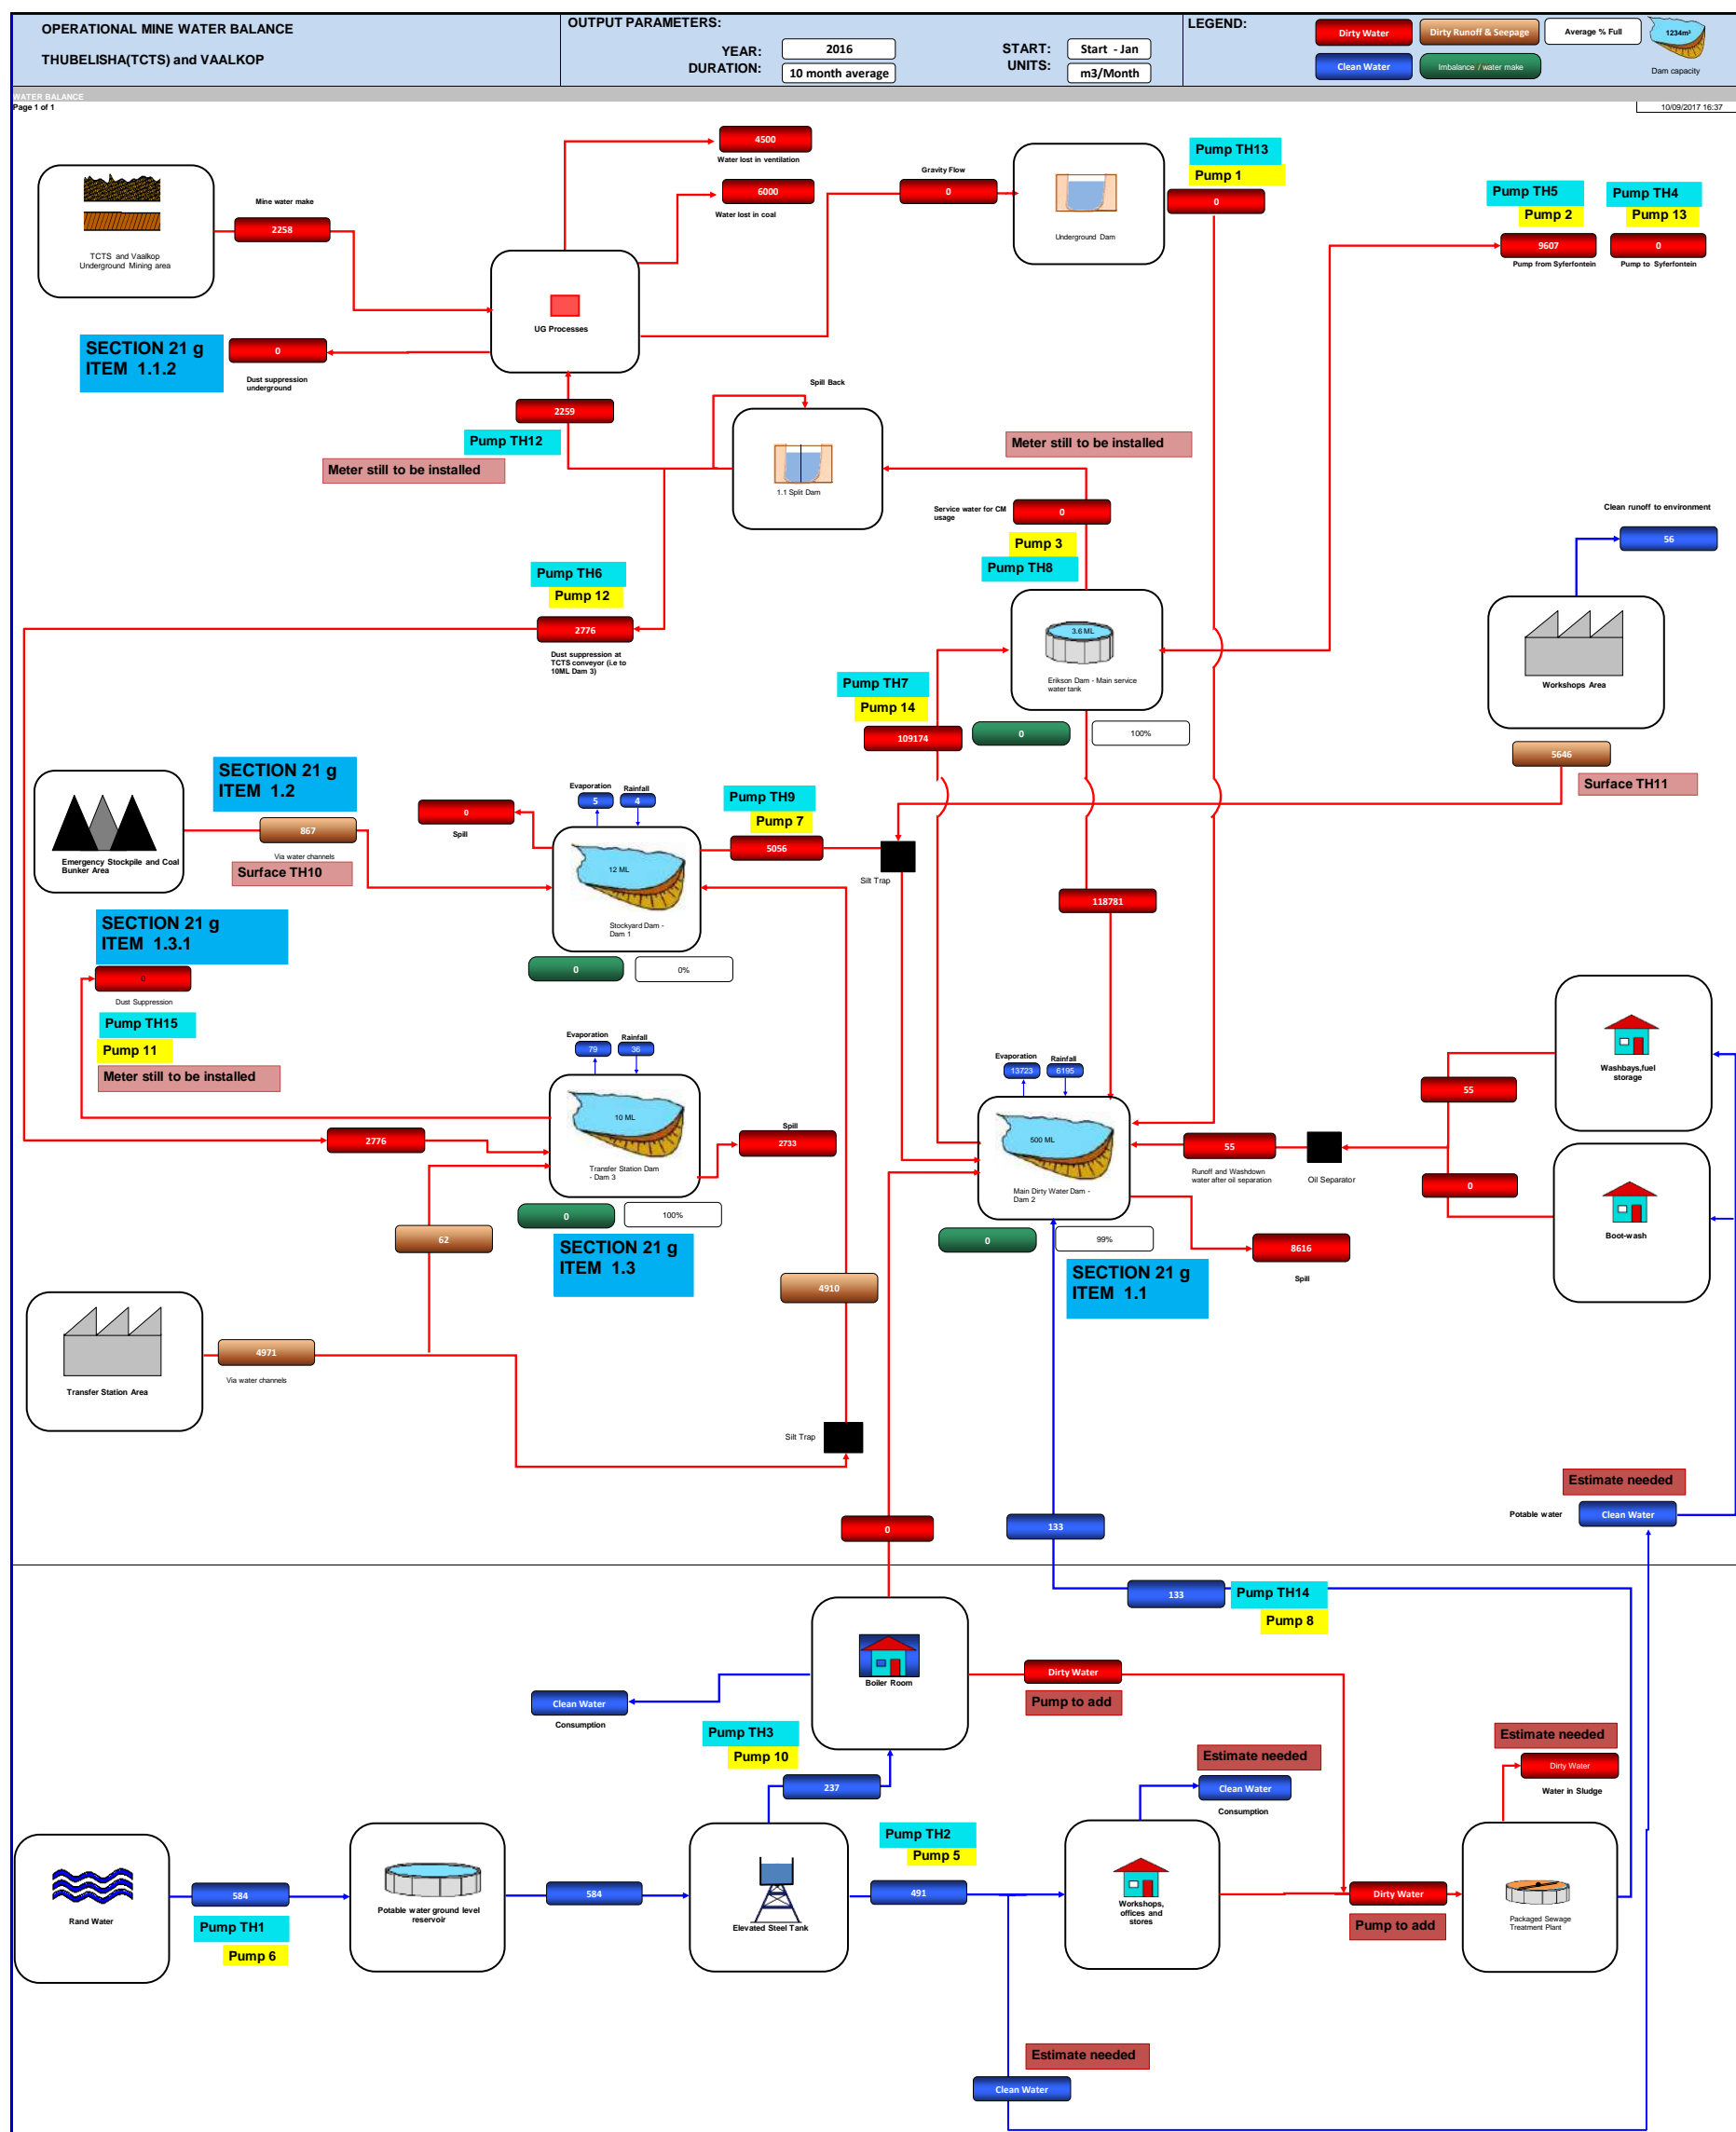 OPERATIONAL MINE WATER BALANCE
THUBELISHA(TCTS) and VAALKOP
OUTPUT PARAMETERS:
YEAR:
2016
START:
Start - Jan
DURATION:
10 month average
UNITS:
m3/Month
LEGEND:
Dirty Water
Dirty Runoff & Seepage
Average % Full
1234m³
Clean Water
Imbalance / water make
Dam capacity
WATER BALANCE
Page 1 of 1
10/09/2017 16:37
4500
Water lost in ventilation
6000
Water lost in coal
Gravity Flow
0
Underground Dam
Pump TH13
Pump 1
0
Pump TH5
Pump 2
9607
Pump from Syferfontein
Pump TH4
Pump 13
0
Pump to Syferfontein
TCTS and Vaalkop
Underground Mining area
Mine water make
2258
UG Processes
SECTION 21 g
ITEM 1.1.2
0
Dust suppression
underground
2259
Pump TH12
Meter still to be installed
Spill Back
1.1 Split Dam
Meter still to be installed
Service water for CM
usage
0
Pump 3
Pump TH8
Clean runoff to environment
56
Pump TH6
Pump 12
2776
Dust suppression at
TCTS conveyor (i.e to
10ML Dam 3)
3.6 ML
Erikson Dam - Main service
water tank
0
100%
Pump TH7
Pump 14
109174
Workshops Area
5646
Surface TH11
Emergency Stockpile and Coal
Bunker Area
SECTION 21 g
ITEM 1.2
867
Via water channels
Surface TH10
0
Spill
Evaporation
5
Rainfall
4
12 ML
Stockyard Dam -
Dam 1
0
0%
Pump TH9
Pump 7
5056
Silt Trap
118781
SECTION 21 g
ITEM 1.3.1
0
Dust Suppression
Pump TH15
Pump 11
Meter still to be installed
2776
Evaporation
79
Rainfall
36
10 ML
Transfer Station Dam
- Dam 3
Spill
2733
0
100%
SECTION 21 g
ITEM 1.3
62
Evaporation
13723
Rainfall
6195
500 ML
Main Dirty Water Dam -
Dam 2
0
99%
SECTION 21 g
ITEM 1.1
55
Runoff and Washdown
water after oil separation
Oil Separator
8616
Spill
55
0
Washbays,fuel
storage
Boot-wash
Transfer Station Area
4971
Via water channels
4910
Silt Trap
Estimate needed
Potable water
Clean Water
0
133
133
Pump TH14
Pump 8
Boiler Room
Clean Water
Consumption
Dirty Water
Pump to add
Pump TH3
Pump 10
237
Estimate needed
Clean Water
Consumption
Estimate needed
Dirty Water
Water in Sludge
Rand Water
584
Pump TH1
Pump 6
Potable water ground level
reservoir
584
Elevated Steel Tank
Pump TH2
Pump 5
491
Workshops,
offices and
stores
Dirty Water
Pump to add
Packaged Sewage
Treatment Plant
Estimate needed
Clean Water